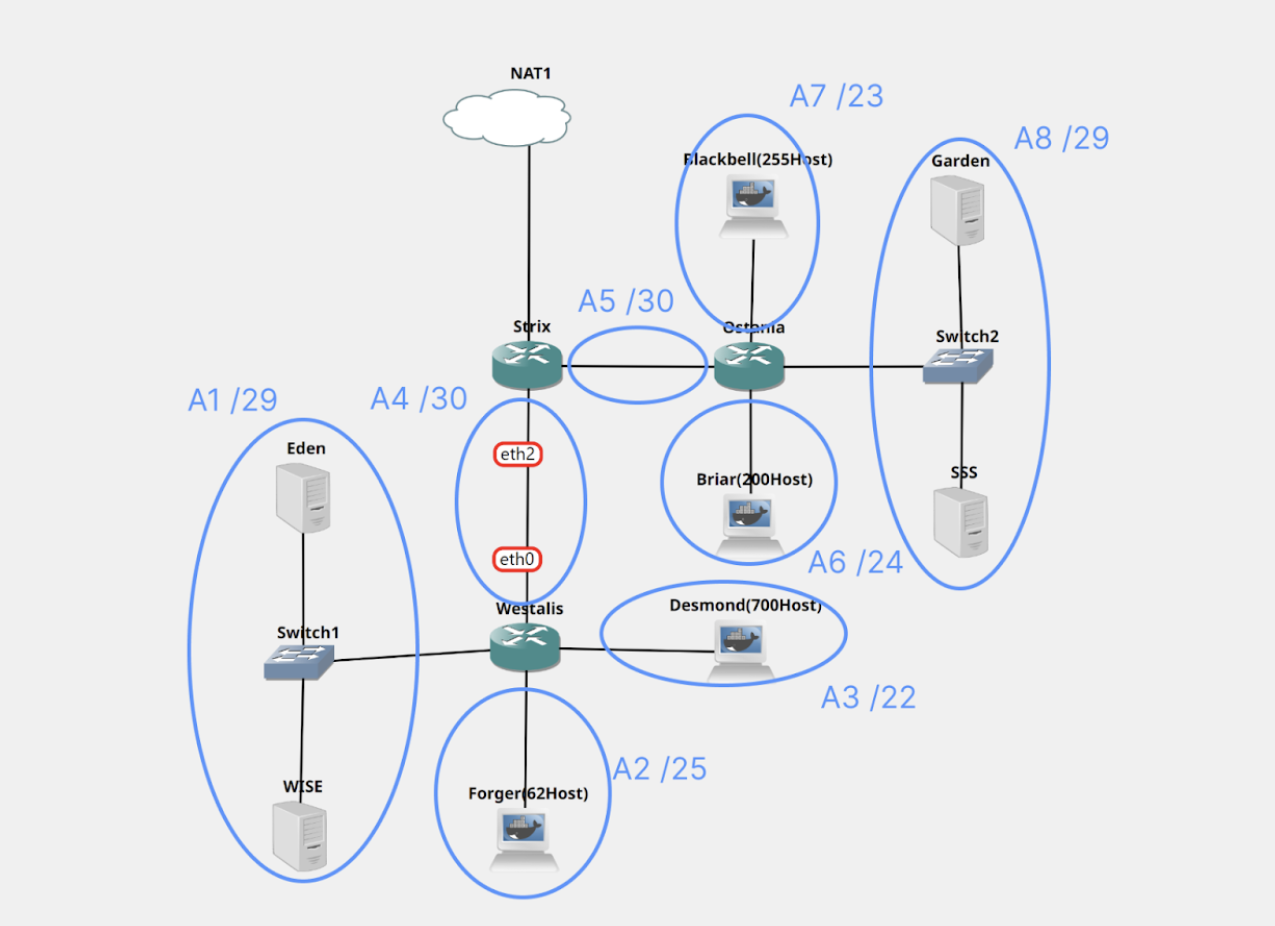 NAT1
A7 /23
Blackbell(255Host)
A8 /29
Garden
A5 /30
Strix
Ostania
Switch2
A1 /29
A4 /30
Eden
eth2
Briar(200Host)
SSS
eth0
A6 /24
Westalis
Desmond(700Host)
Switch1
A3 /22
A2 /25
WISE
Forger(62Host)